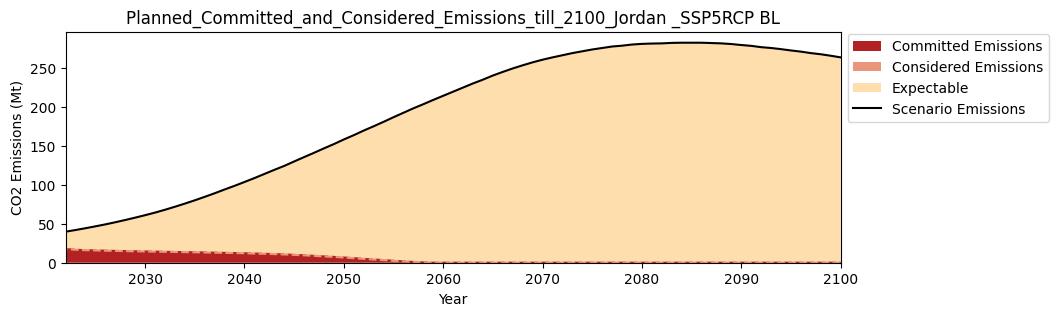 Planned_Committed_and_Considered_Emissions_till_2100_Jordan _SSP5RCP BL
CO2 Emissions (Mt)
250
200
150
100
50
0
2030 2040 2050 2060 2070 2080 2090 2100
Year
Committed Emissions
Considered Emissions
Expectable
Scenario Emissions